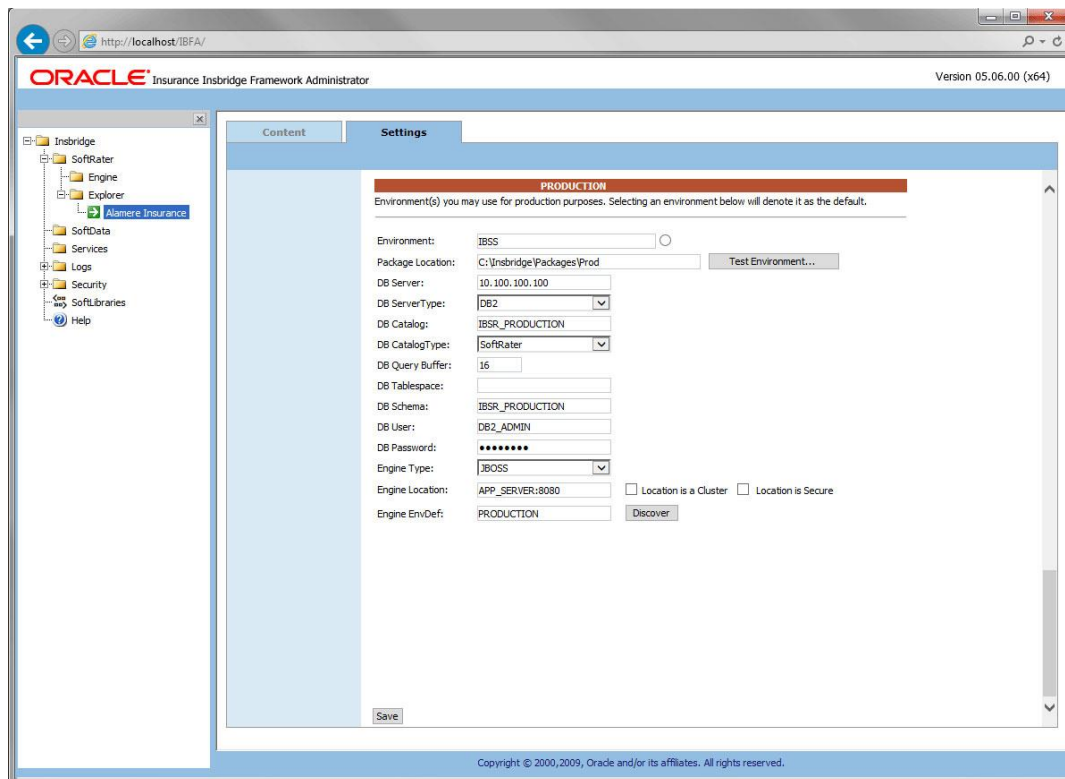 http://localhost/IBFA/
ORACLE® Insurance Insbridge Framework Administrator
Version 05.06.00 (x64)
Insbridge
SoftRater
Engine
Explorer
Alamere Insurance
SoftData
Services
Logs
Security
SoftLibraries
Help
Content Settings
PRODUCTION
Environment(s) you may use for production purposes. Selecting an environment below will denote it as the default.
Environment: IBSS
Package Location: C:\Insbridge\Packages\Prod Test Environment...
DB Server: 10.100.100.100
DB ServerType: DB2
DB Catalog: IBSR_PRODUCTION
DB CatalogType: SoftRater
DB Query Buffer: 16
DB Tablespace:
DB Schema: IBSR_PRODUCTION
DB User: DB2_ADMIN
DB Password: ••••••••
Engine Type: JBOSS
Engine Location: APP_SERVER:8080 Location is a Cluster Location is Secure
Engine EnvDef: PRODUCTION Discover
Save
Copyright © 2000,2009, Oracle and/or its affiliates. All rights reserved.